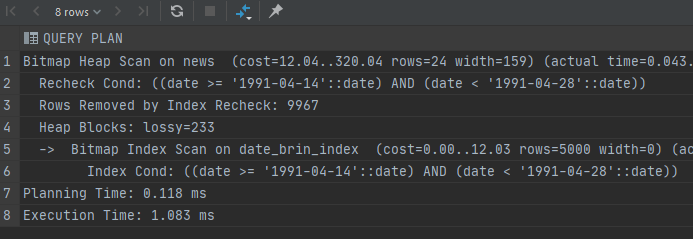 8 rows
QUERY PLAN
1 Bitmap Heap Scan on news (cost=12.04..320.04 rows=24 width=159) (actual time=0.043.
2 Recheck Cond: ((date >= '1991-04-14'::date) AND (date < '1991-04-28'::date))
3 Rows Removed by Index Recheck: 9967
4 Heap Blocks: lossy=233
5 -> Bitmap Index Scan on date_brin_index (cost=0.00..12.03 rows=5000 width=0) (ac
6 Index Cond: ((date >= '1991-04-14'::date) AND (date < '1991-04-28'::date))
7 Planning Time: 0.118 ms
8 Execution Time: 1.083 ms